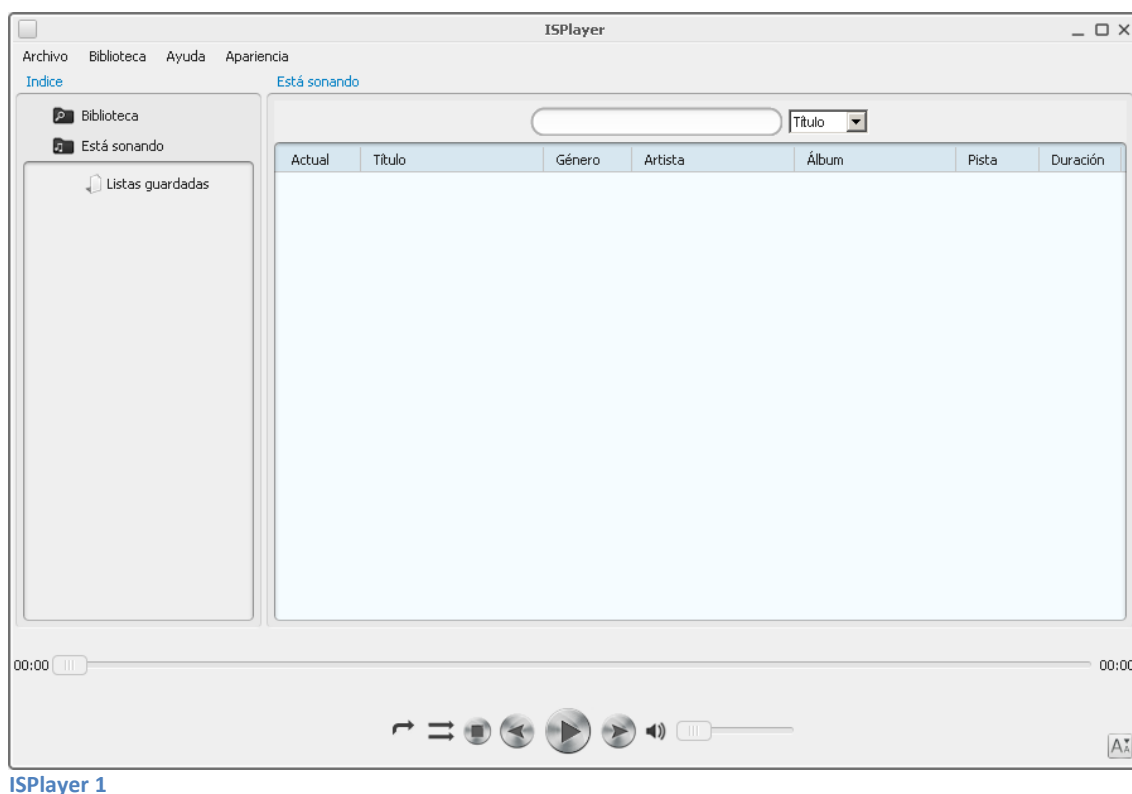 ISPlayer
Archivo Biblioteca Ayuda Apariencia
Indice
Está sonando
Biblioteca
Está sonando
Listas guardadas
Título
Actual Título Género Artista Álbum Pista Duración
00:00 00:00
ISPlayer 1